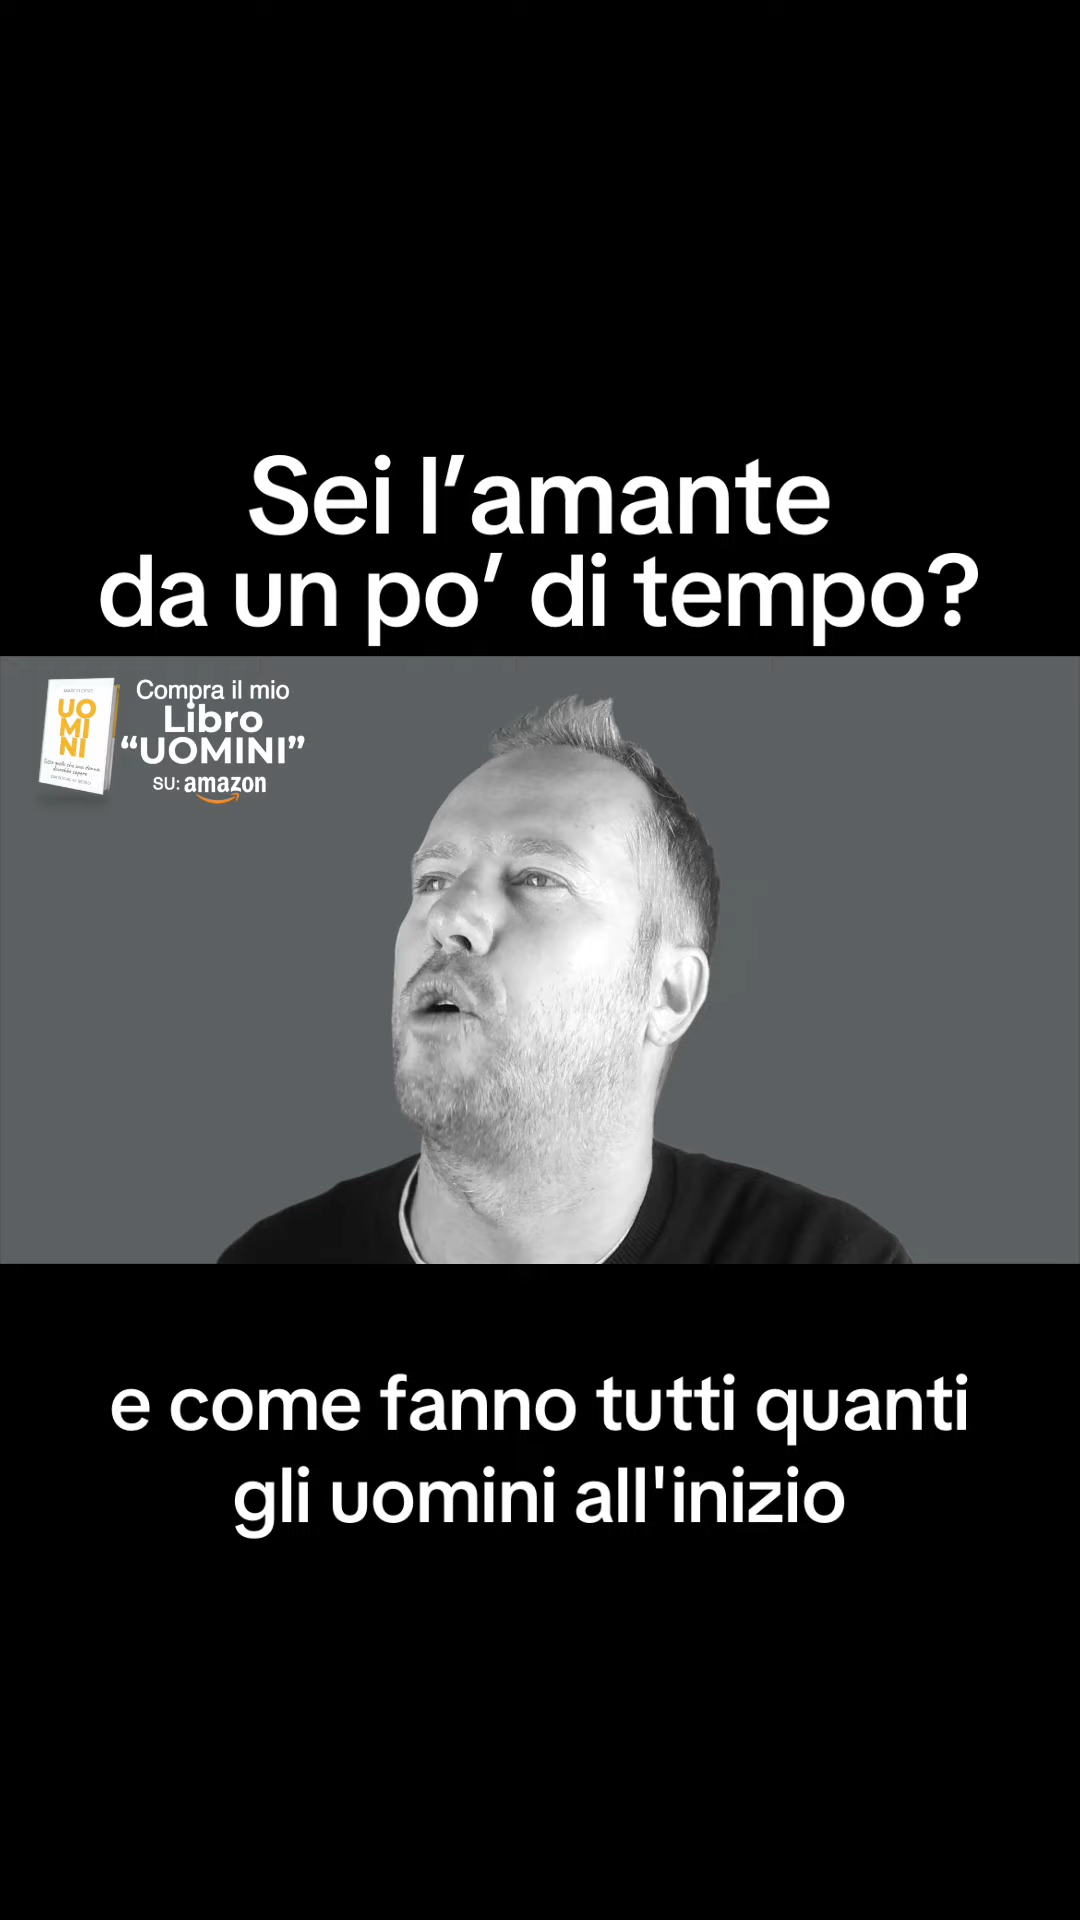 Sei l’amante
da un po’ di tempo?
Compra il mio
Libro
“UOMINI”
SU: amazon
UO
MI
NI
e come fanno tutti quanti
gli uomini all'inizio